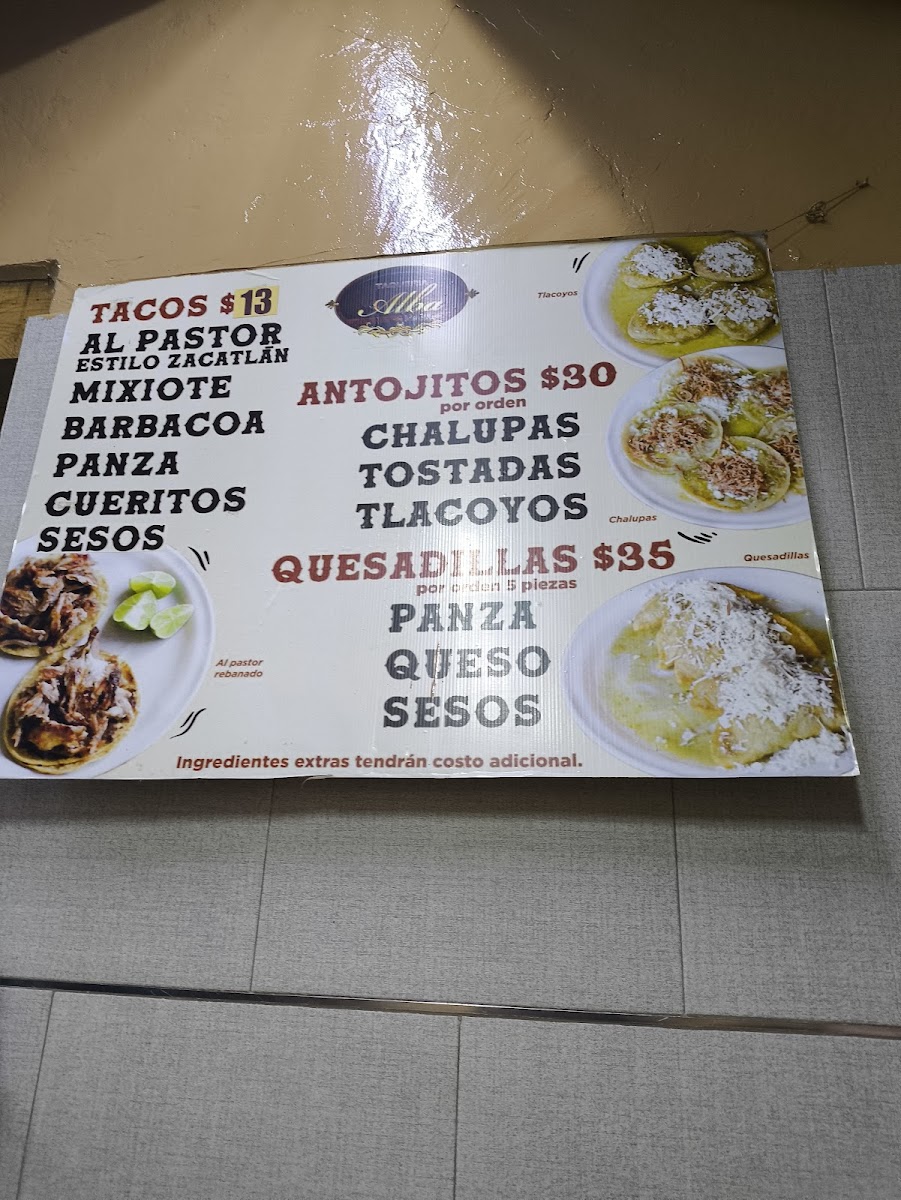 TACOS $13
AL PASTOR
ESTILO ZACATLÁN
MIXIOTE
BARBACOA
PANZA
CUERITOS
SESOS
Al pastor
rebanado
Alba
ANTOJITOS $30
por orden
CHALUPAS
TOSTADAS
TLACOYOS
QUESADILLAS $35
por orden 5 piezas
PANZA
QUESO
SESOS
Tlacoyos
Chalupas
Quesadillas
Ingredientes extras tendrán costo adicional.